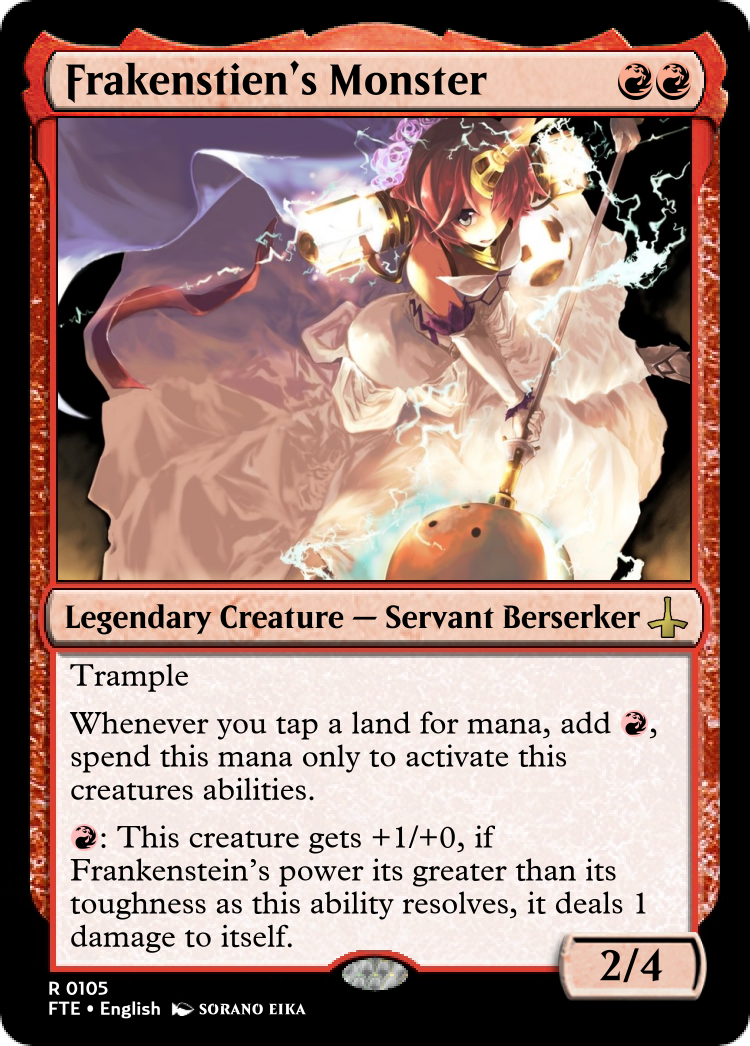 Frakenstien's Monster
Legendary Creature — Servant Berserker
Trample
Whenever you tap a land for mana, add , 
spend this mana only to activate this
creatures abilities.
: This creature gets +1/+0, if
Frankenstein's power its greater than its
toughness as this ability resolves, it deals 1
damage to itself.
2/4
R 0105
FTE • English SORANO EIKA